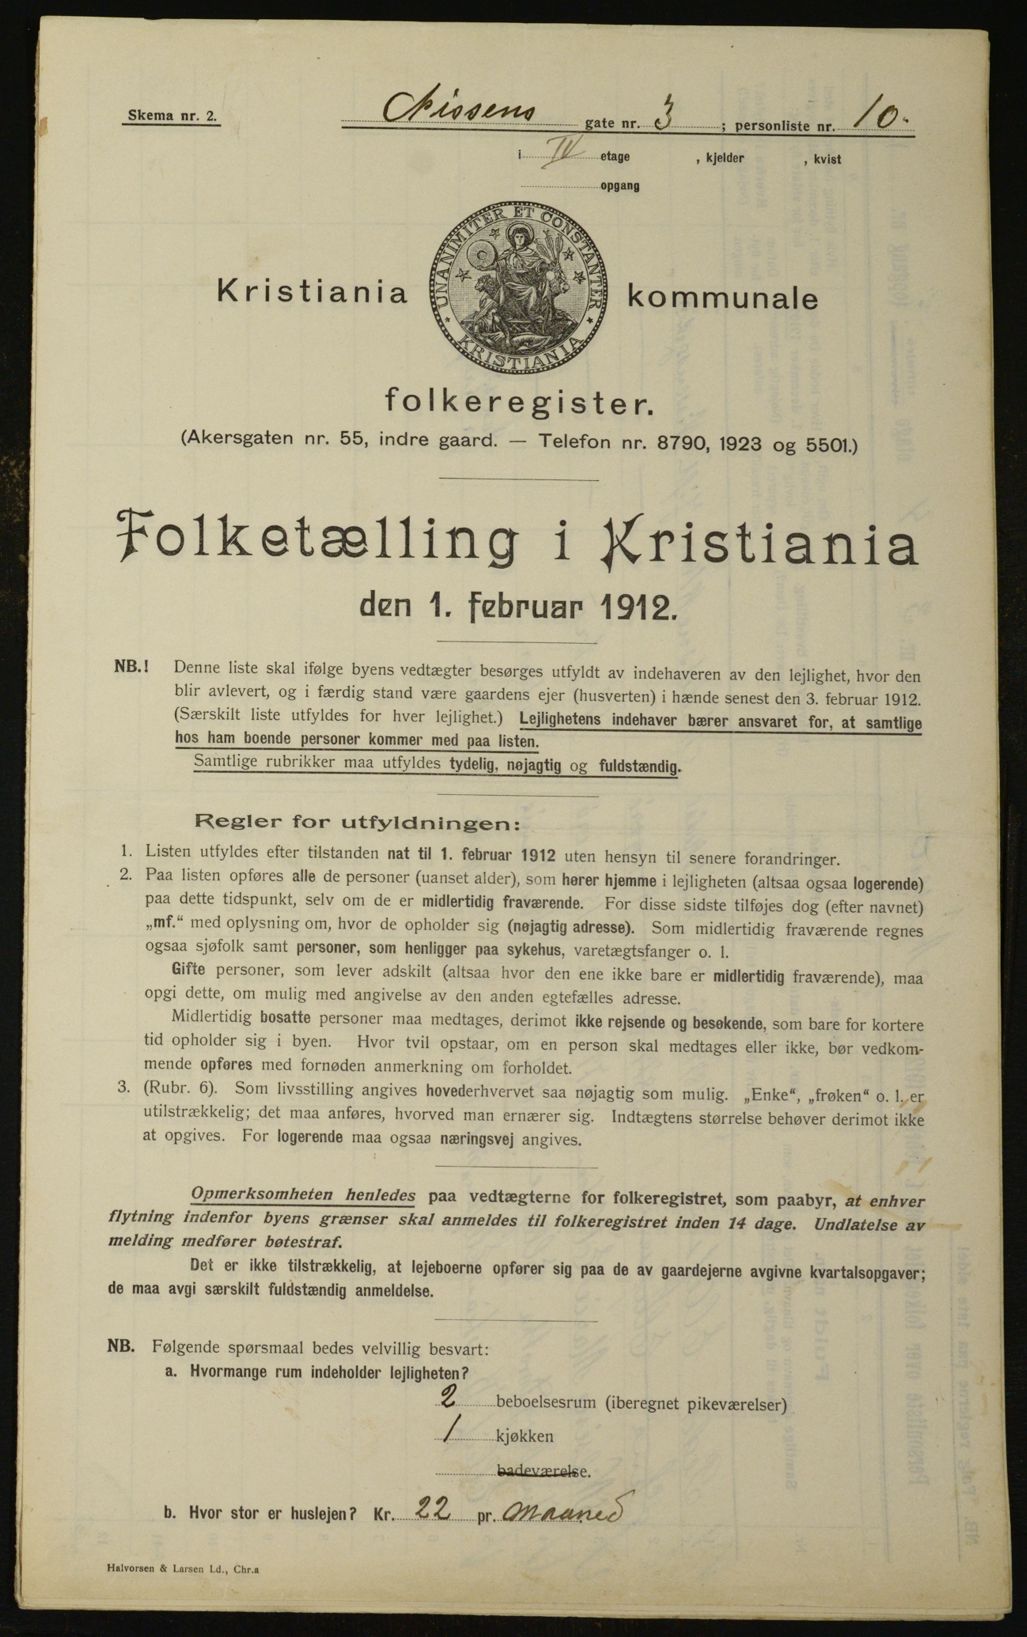 Skema nr. 2.
Nissens gate nr. 3 ; personliste nr. 10.
i IV etage , kjelder , kvist
opgang
UNANIMITER ET CONSTANTER
KRISTIANIA
Kristiania kommunale
folkeregister.
(Akersgaten nr. 55, indre gaard. — Telefon nr. 8790, 1923 og 5501.)
Folketælling i Kristiania
den 1. februar 1912.
NB.! Denne liste skal ifølge byens vedtægter besørges utfyldt av indehaveren av den lejlighet, hvor den
blir avlevert, og i færdig stand være gaardens ejer (husverten) i hænde senest den 3. februar 1912.
(Særskilt liste utfyldes for hver lejlighet.) Lejlighetens indehaver bærer ansvaret for, at samtlige
hos ham boende personer kommer med paa listen.
Samtlige rubrikker maa utfyldes tydelig, nøjagtig og fuldstændig.
Regler for utfyldningen:
1. Listen utfyldes efter tilstanden nat til 1. februar 1912 uten hensyn til senere forandringer.
2. Paa listen opføres alle de personer (uanset alder), som hører hjemme i lejligheten (altsaa ogsaa logerende)
paa dette tidspunkt, selv om de er midlertidig fraværende. For disse sidste tilføjes dog (efter navnet)
„mf.“ med oplysning om, hvor de opholder sig (nøjagtig adresse). Som midlertidig fraværende regnes
ogsaa sjøfolk samt personer, som henligger paa sykehus, varetægtsfanger o. l.
Gifte personer, som lever adskilt (altsaa hvor den ene ikke bare er midlertidig fraværende), maa
opgi dette, om mulig med angivelse av den anden egtefælles adresse.
Midlertidig bosatte personer maa medtages, derimot ikke rejsende og besøkende, som bare for kortere
tid opholder sig i byen. Hvor tvil opstaar, om en person skal medtages eller ikke, bør vedkom-
mende opføres med fornøden anmerkning om forholdet.
3. (Rubr. 6). Som livsstilling angives hovederhvervet saa nøjagtig som mulig. „Enke“, „frøken“ o. l. er
utilstrækkelig; det maa anføres, hvorved man ernærer sig. Indtægtens størrelse behøver derimot ikke
at opgives. For logerende maa ogsaa næringsvej angives.
Opmerksomheten henledes paa vedtægterne for folkeregistret, som paabyr, at enhver
flytning indenfor byens grænser skal anmeldes til folkeregistret inden 14 dage. Undlatelse av
melding medfører bøtestraf.
Det er ikke tilstrækkelig, at lejeboerne opfører sig paa de av gaardejerne avgivne kvartalsopgaver;
de maa avgi særskilt fuldstændig anmeldelse.
NB. Følgende spørsmaal bedes velvillig besvart:
a. Hvormange rum indeholder lejligheten?
2 beboelsesrum (iberegnet pikeværelser)
1 kjøkken
badeværelse.
b. Hvor stor er huslejen? Kr. 22 pr. Maaned
Halvorsen & Larsen Ld., Chr.a